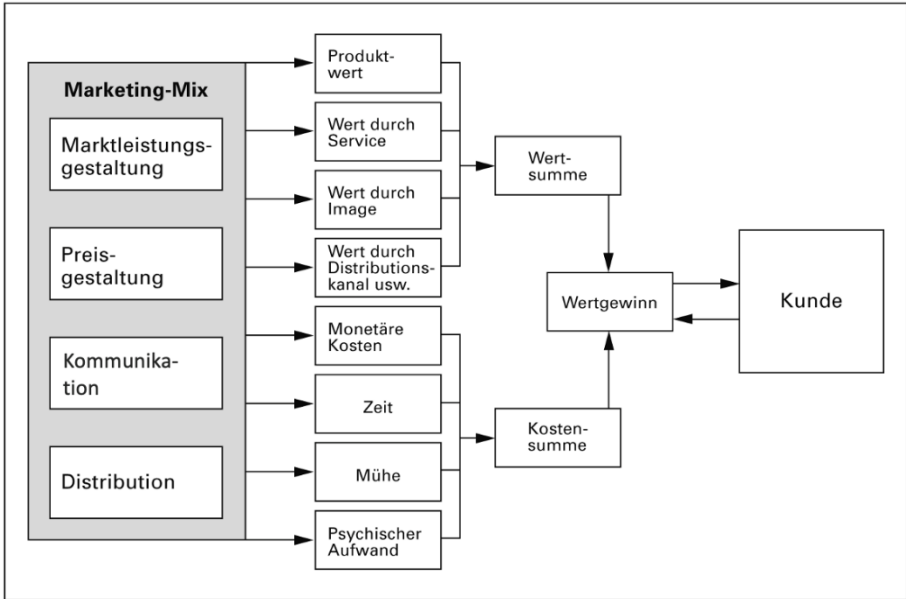 Marketing-Mix
Marktleistungs-
gestaltung
Preis-
gestaltung
Kommunika-
tion
Distribution
Produkt-
wert
Wert durch
Service
Wert durch
Image
Wert durch
Distributions-
kanal usw.
Monetäre
Kosten
Zeit
Mühe
Psychischer
Aufwand
Wert-
summe
Kosten-
summe
Wertgewinn
Kunde